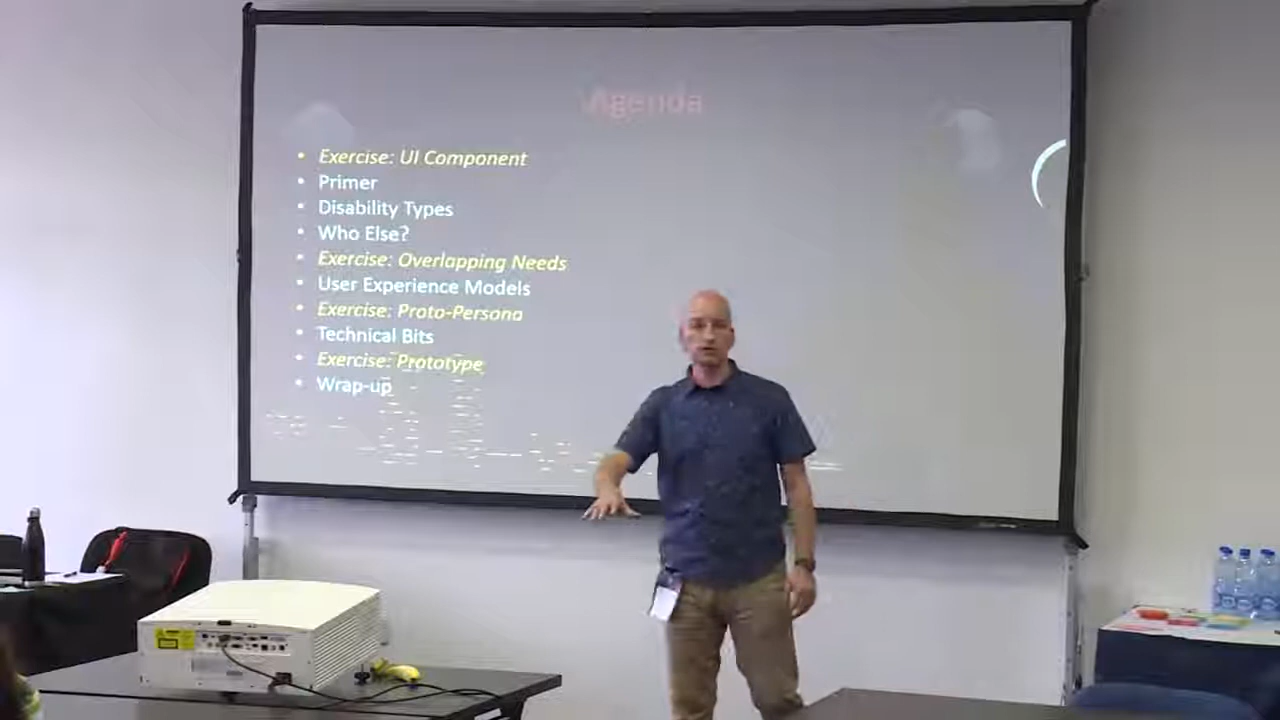 Agenda
• Exercise: UI Component
• Primer
• Disability Types
• Who Else?
• Exercise: Overlapping Needs
• User Experience Models
• Exercise: Proto-Persona
• Technical Bits
• Exercise: Prototype
• Wrap-up